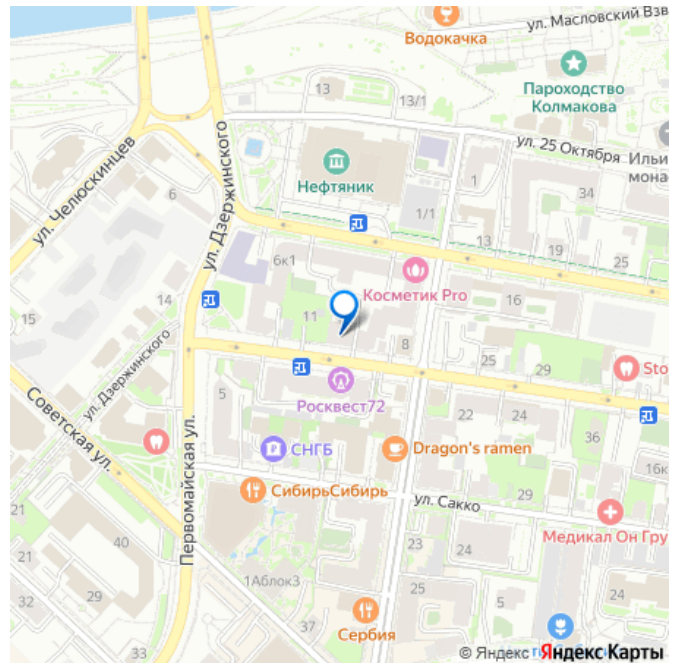 ул. Масловский Взв
Водокачка
Пароходство
Колмакова
13
13/1
ул. 25 Октября
Ильи
мона
ул. Челюскинцев
ул. Дзержинского
Нефтяник
6
1
34
1/1
13
19
25
6к1
Косметик Pro
16
14
15
11
8
25
29
Sto
ул. Дзержинского
5
Росквест72
22
24
36
Советская ул.
Первомайская ул.
СНГБ
Dragon's ramen
16к
СибирьСибирь
ул. Сакко
29
Медикал Он Гру
21
40
23
24
32
29
1Аблок3
25
24
37
Сербия
33
© Яндекс Яндекс Карты